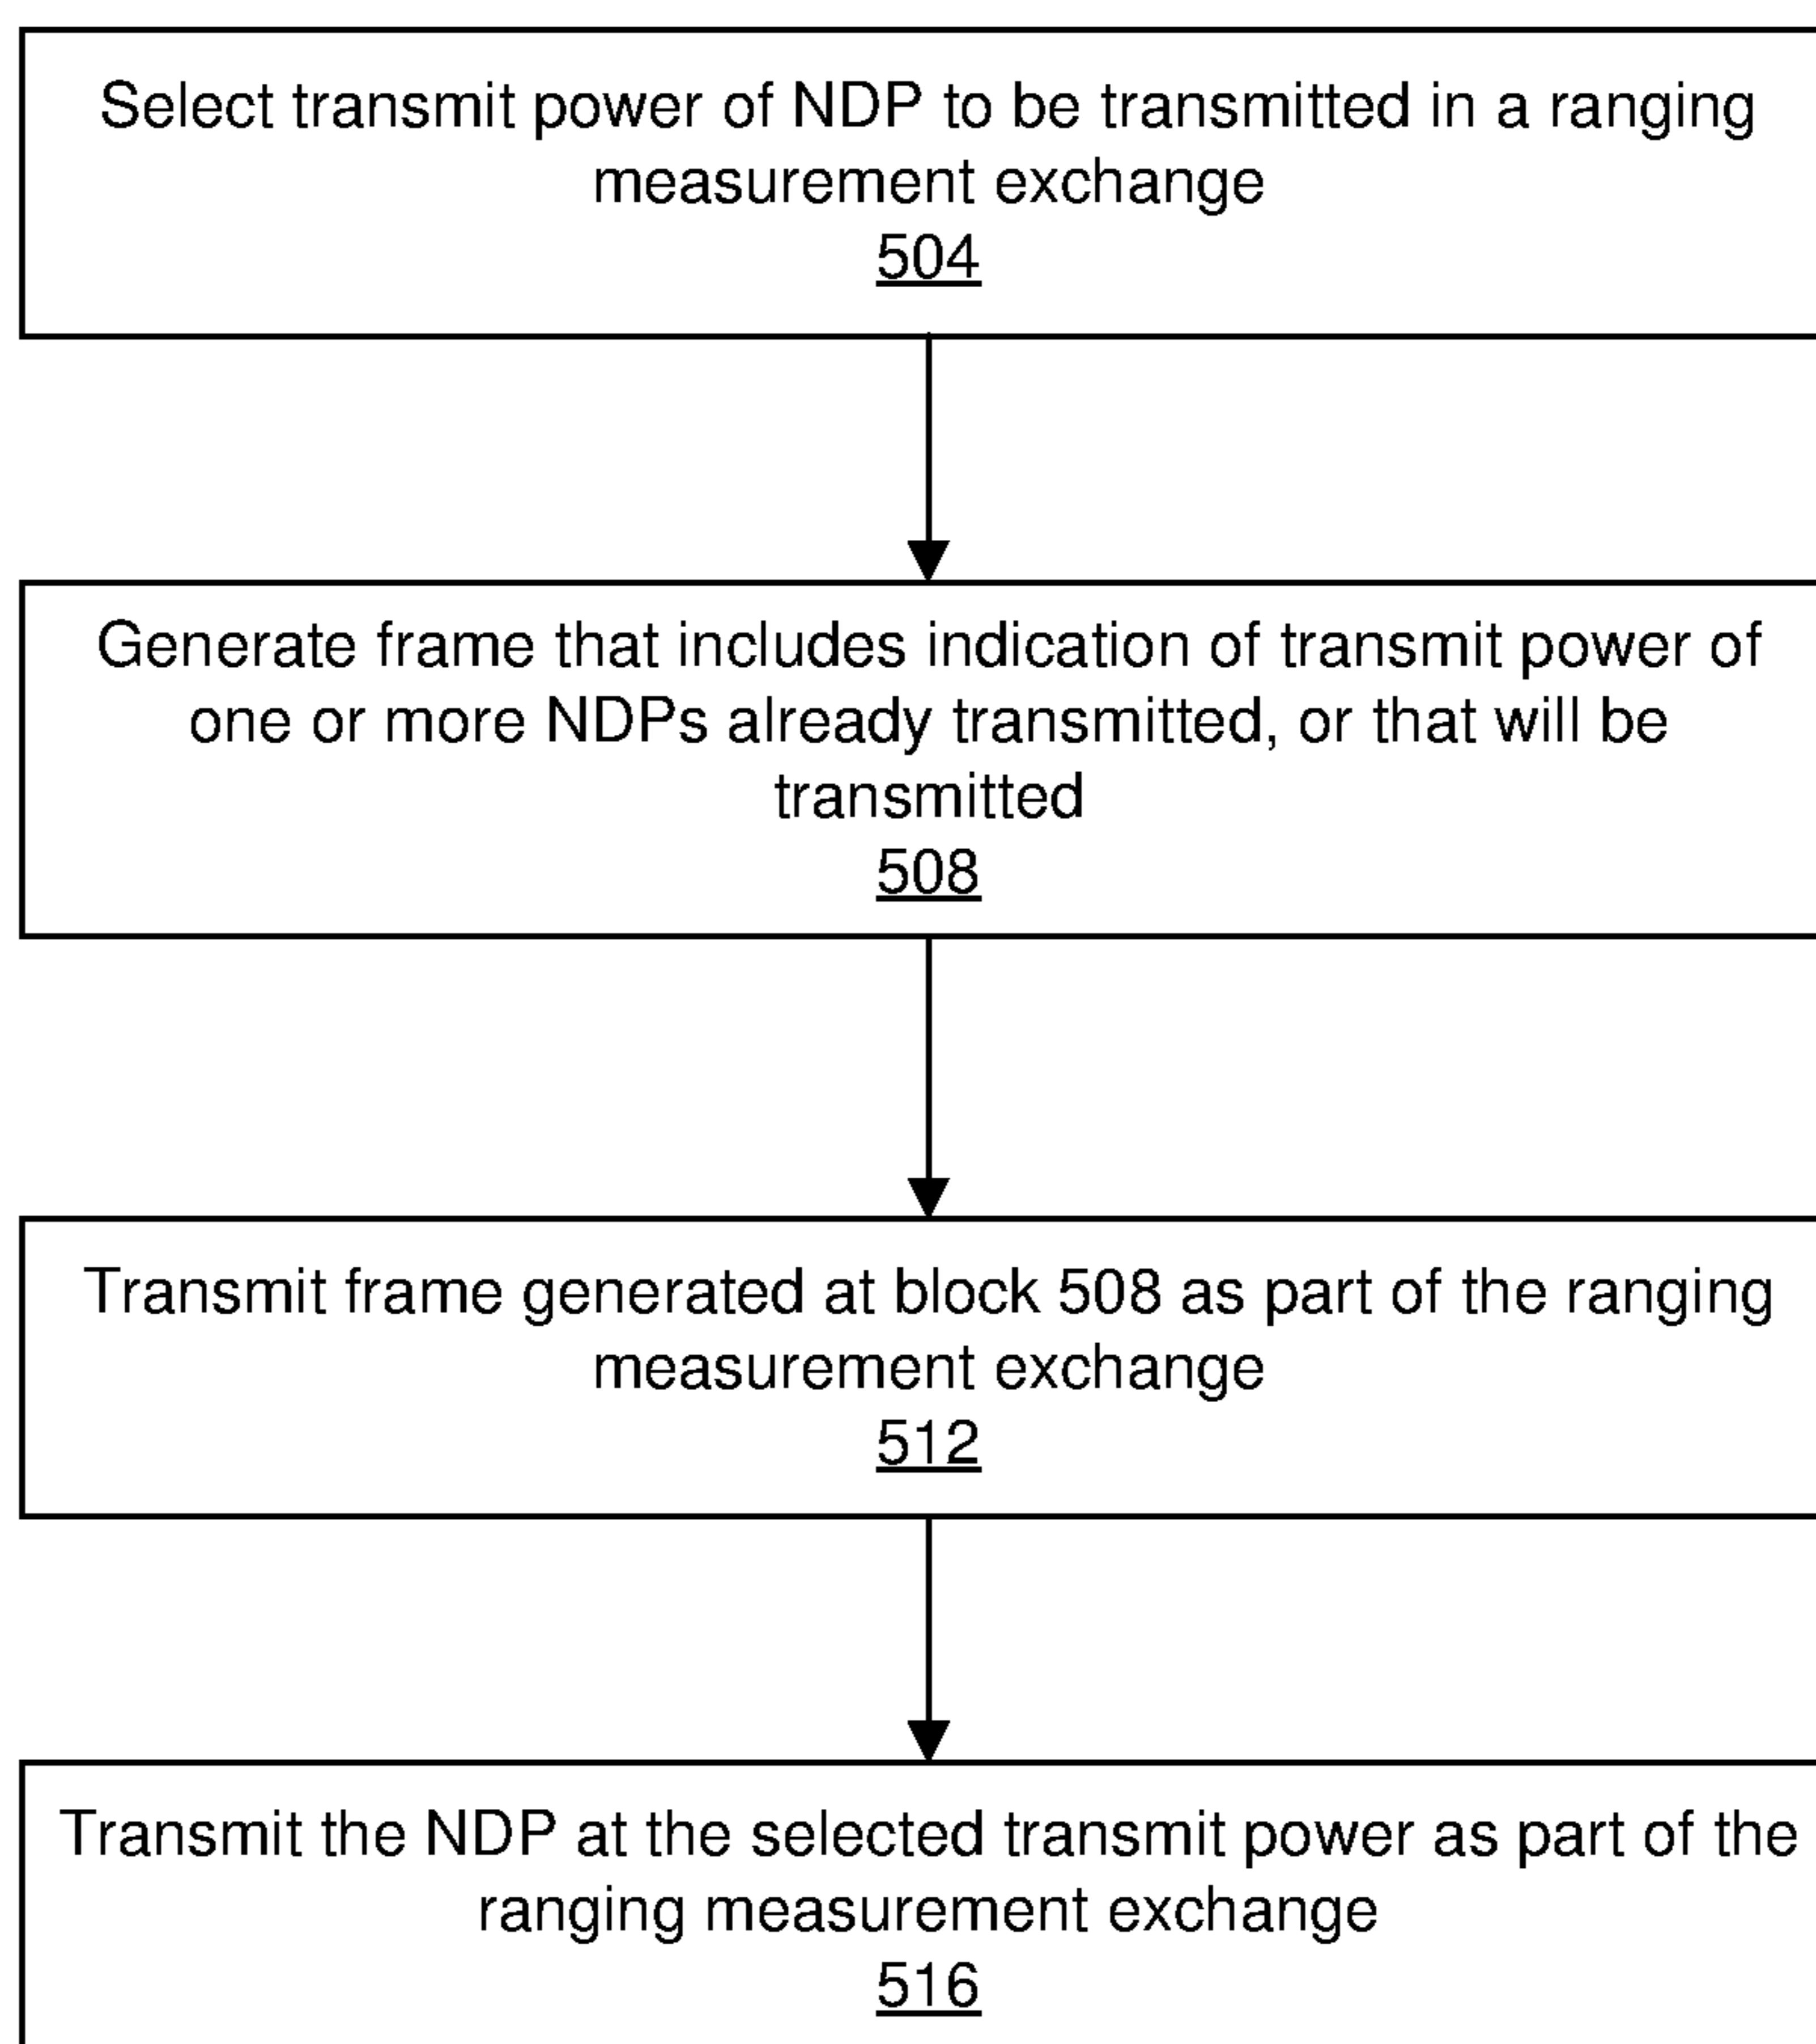 Select transmit power of NDP to be transmitted in a ranging
measurement exchange
504
Generate frame that includes indication of transmit power of
one or more NDPs already transmitted, or that will be
transmitted
508
Transmit frame generated at block 508 as part of the ranging
measurement exchange
512
Transmit the NDP at the selected transmit power as part of the
ranging measurement exchange
516